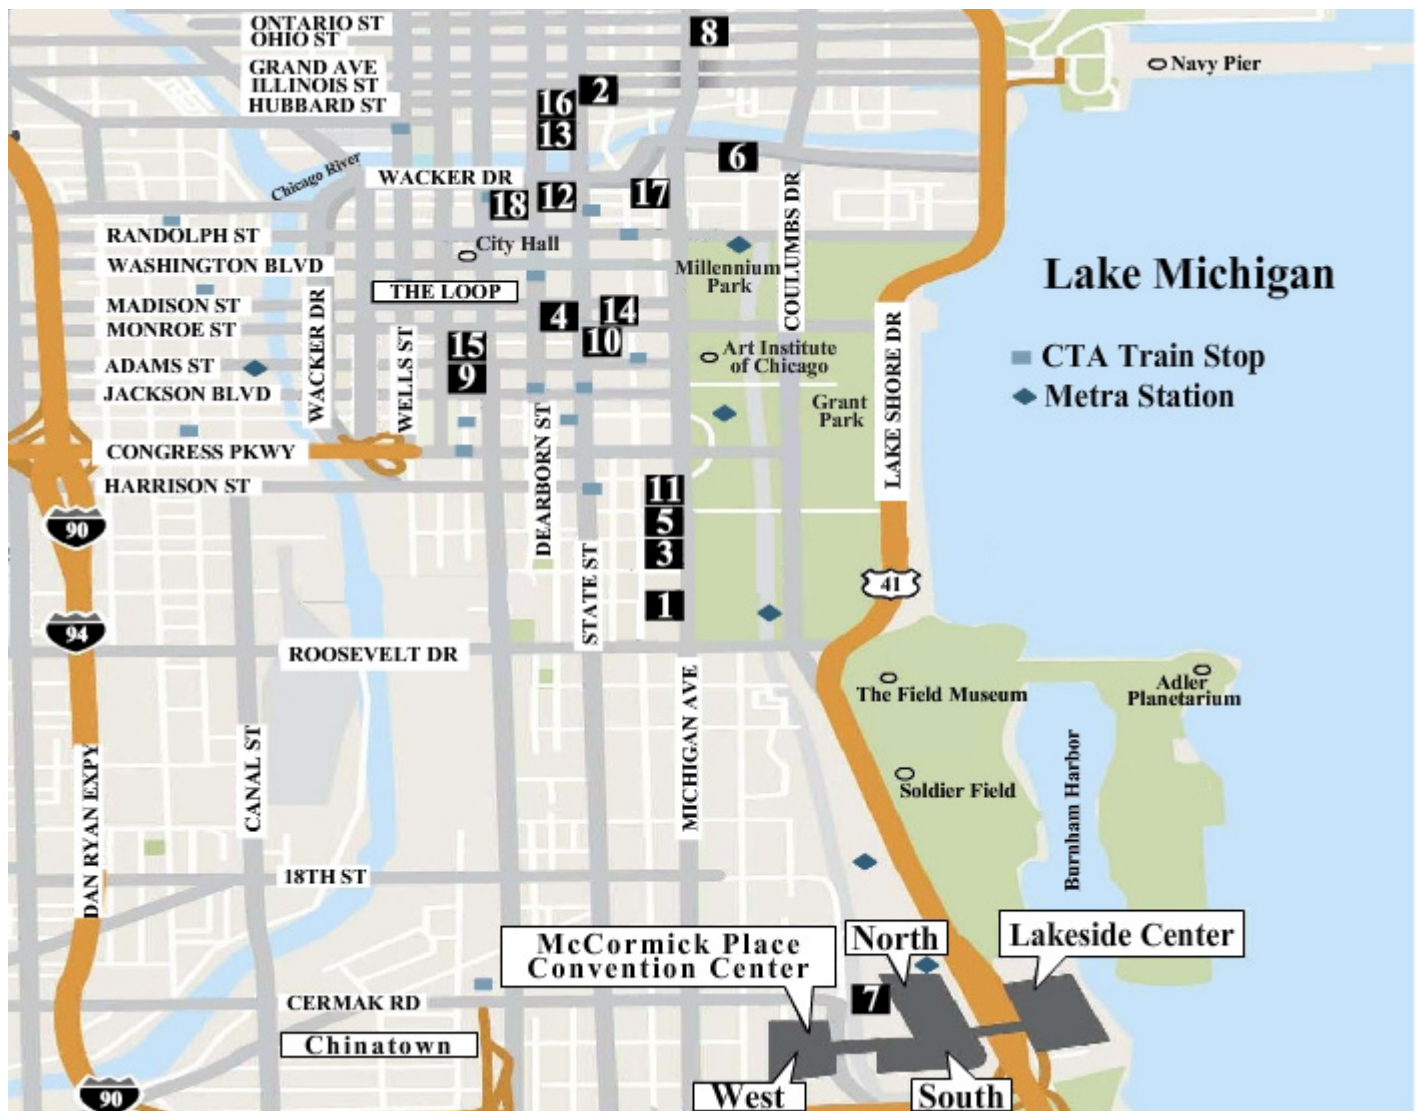 ONTARIO ST
OHIO ST
GRAND AVE
ILLINOIS ST
HUBBARD ST
8
2
16
13
Navy Pier
Chicago River
WACKER DR
6
18
12
17
RANDOLPH ST
City Hall
WASHINGTON BLVD
Millennium
Park
COULUMBS DR
Lake Michigan
THE LOOP
MADISON ST
MONROE ST
WACKER DR
WELLS ST
4
14
10
15
9
ADAMS ST
JACKSON BLVD
Art Institute
of Chicago
Grant
Park
LAKE SHORE DR
CTA Train Stop
Metra Station
CONGRESS PKWY
HARRISON ST
DEARBORN ST
11
5
3
1
90
94
41
STATE ST
ROOSEVELT DR
MICHIGAN AVE
The Field Museum
Adler
Planetarium
CANAL ST
DAN RYAN EXPY
Soldier Field
Burnham Harbor
18TH ST
McCormick Place
Convention Center
North
Lakeside Center
7
CERMAK RD
Chinatown
West
South
90